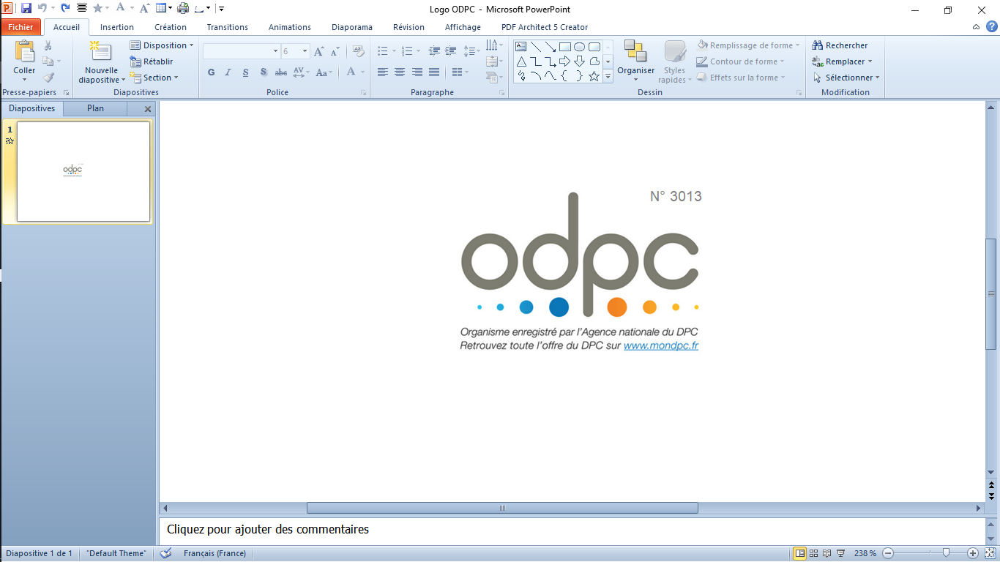 Logo ODPC - Microsoft PowerPoint
Fichier
Accueil
Insertion
Création
Transitions
Animations
Diaporama
Révision
Affichage
PDF Architect 5 Creator
Coller
Presse-papiers
Nouvelle
diapositive
Disposition
Rétablir
Section
Diapositives
6
G I S S abc AV Aa A
Police
Paragraphe
Organiser
Styles
rapides
Remplissage de forme
Contour de forme
Effets sur la forme
Dessin
Rechercher
Remplacer
Sélectionner
Modification
Diapositives
Plan
1
odpc
N° 3013
odpc
Organisme enregistré par l'Agence nationale du DPC
Retrouvez toute l'offre du DPC sur www.mondpc.fr
Cliquez pour ajouter des commentaires
Diapositive 1 de 1
"Default Theme"
Français (France)
238 %